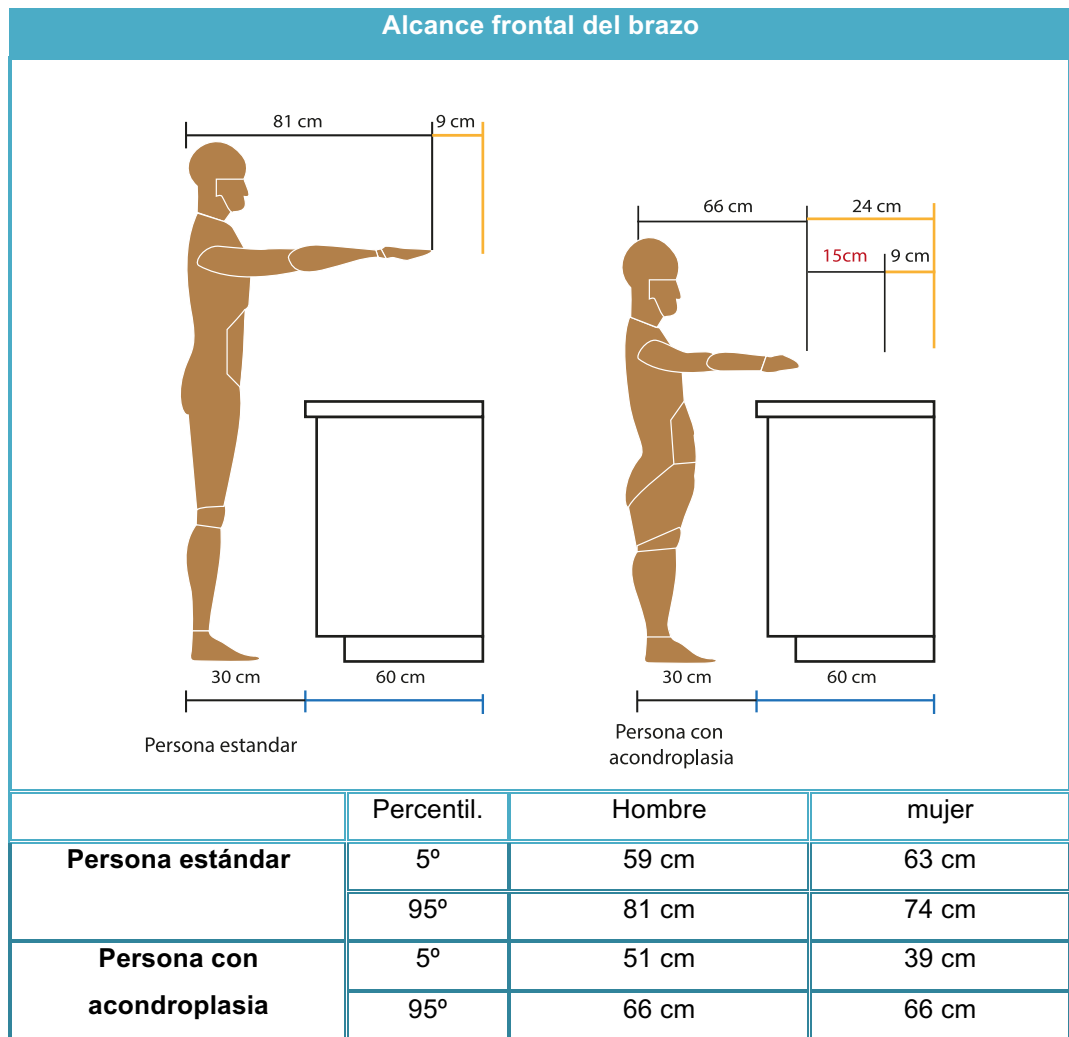 Alcance frontal del brazo
81 cm 9 cm
66 cm 24 cm
15cm 9 cm
30 cm 60 cm 30 cm 60 cm
Persona estandar
Persona con
acondroplasia
Percentil. Hombre mujer
Persona estándar 5º 59 cm 63 cm
95º 81 cm 74 cm
Persona con
acondroplasia
5º 51 cm 39 cm
95º 66 cm 66 cm